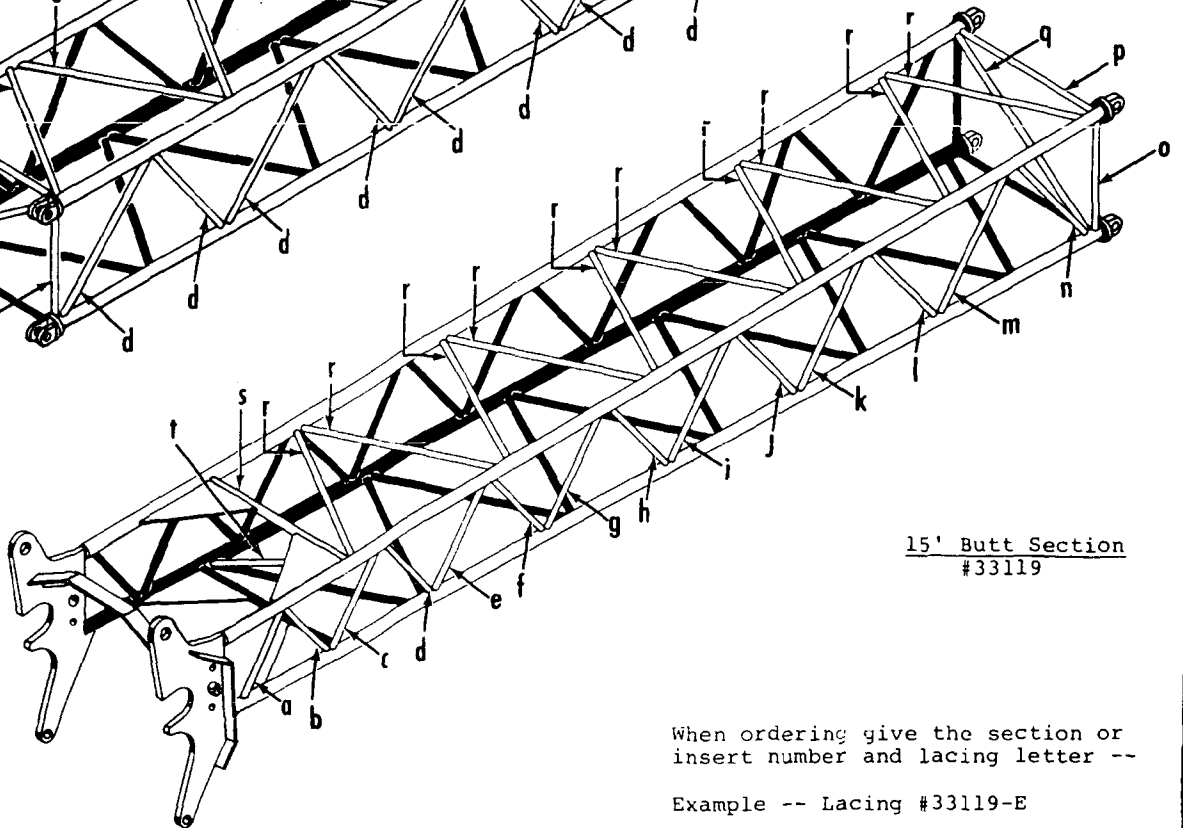 d
d
d
d
d
d
d
d
d
r
r
q
p
r
r
o
r
r
r
r
r
n
r
m
s
r
l
r
k
t
j
i
h
g
f
e
d
c
b
a
15' Butt Section
#33119
When ordering give the section or
insert number and lacing letter --
Example -- Lacing #33119-E